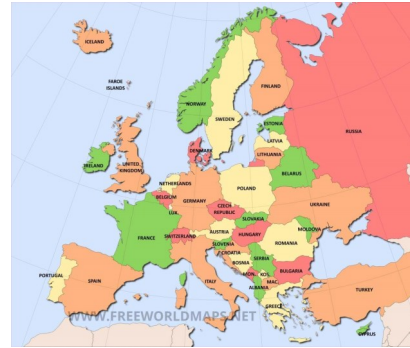 ICELAND
FAROE
ISLANDS
NORWAY
SWEDEN
FINLAND
RUSSIA
ESTONIA
LATVIA
LITHUANIA
DENMARK
IRELAND
UNITED
KINGDOM
NETHERLANDS
BELGIUM
LUX.
GERMANY
POLAND
BELARUS
UKRAINE
CZECH
REPUBLIC
SLOVAKIA
MOLDOVA
FRANCE
SWITZERLAND
AUSTRIA
HUNGARY
ROMANIA
SLOVENIA
CROATIA
BOSNIA
SERBIA
MON.
KOS.
BULGARIA
MAC.
ALBANIA
GREECE
PORTUGAL
SPAIN
ITALY
TURKEY
CYPRUS
WWW.FREEWORLDMAPS.NET